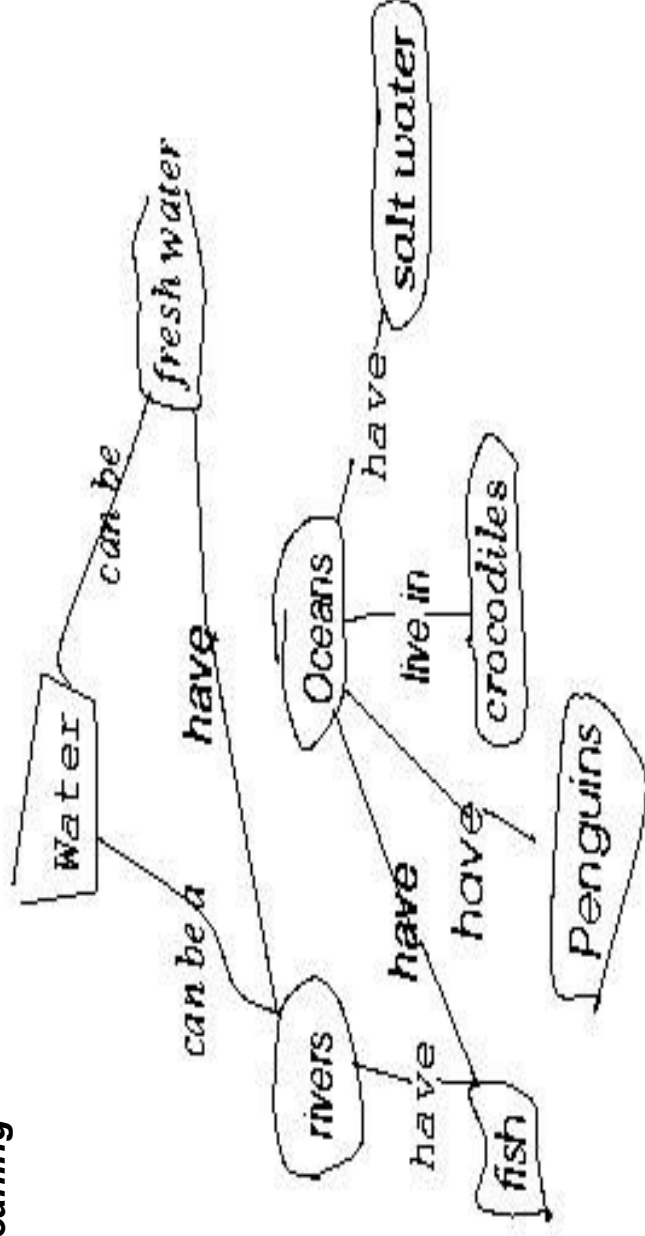 Water
can be a
can be
rivers
have
fresh water
have
fish
have
Oceans
have
live in
have
Penguins
crocodiles
salt water